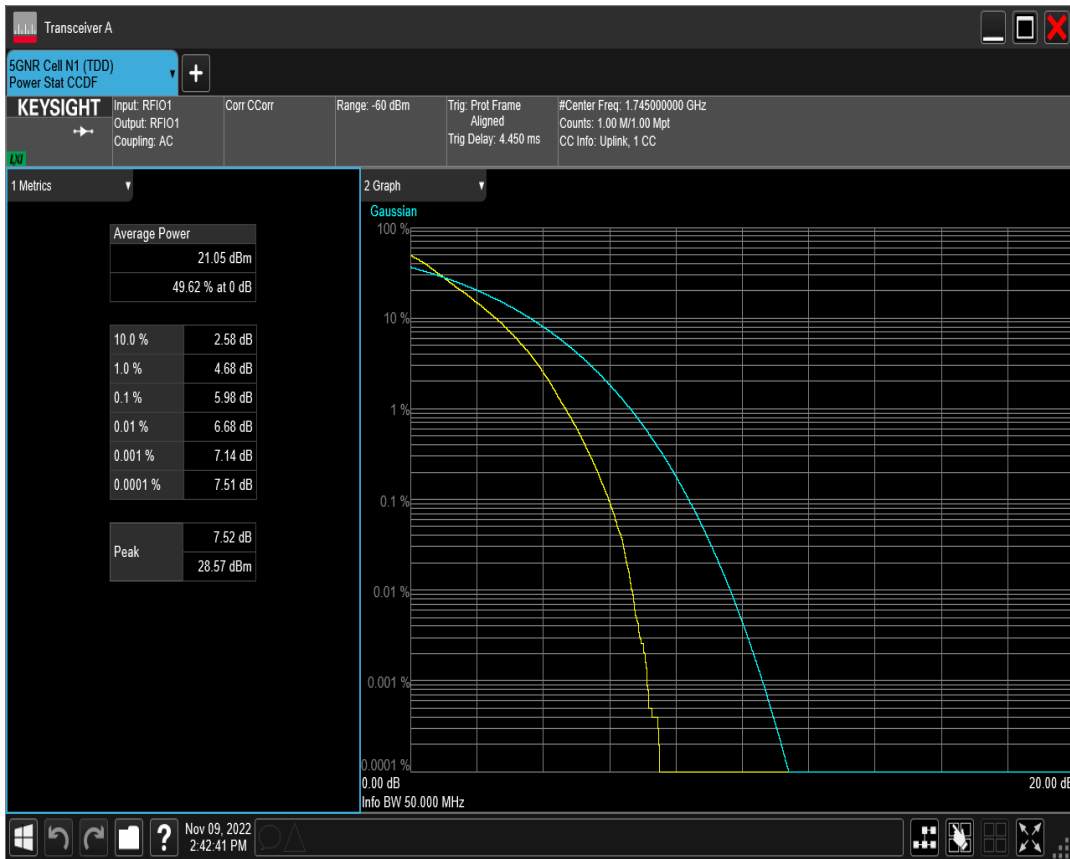 Transceiver A
5GNR Cell N1 (TDD)
Power Stat CCDF
+
KEYSIGHT
LXI
Input: RFIO1
Output: RFIO1
Coupling: AC
Corr CCorr
Range: -60 dBm
Trig: Prot Frame
Aligned
Trig Delay: 4.450 ms
#Center Freq: 1.745000000 GHz
Counts: 1.00 M/1.00 Mpt
CC Info: Uplink, 1 CC
1 Metrics
Average Power
21.05 dBm
49.62 % at 0 dB
10.0 % 2.58 dB
1.0 % 4.68 dB
0.1 % 5.98 dB
0.01 % 6.68 dB
0.001 % 7.14 dB
0.0001 % 7.51 dB
Peak 7.52 dB
28.57 dBm
2 Graph
Gaussian
100 %
10 %
1 %
0.1 %
0.01 %
0.001 %
0.0001 %
0.00 dB 20.00 dB
Info BW 50.000 MHz
?
Nov 09, 2022
2:42:41 PM